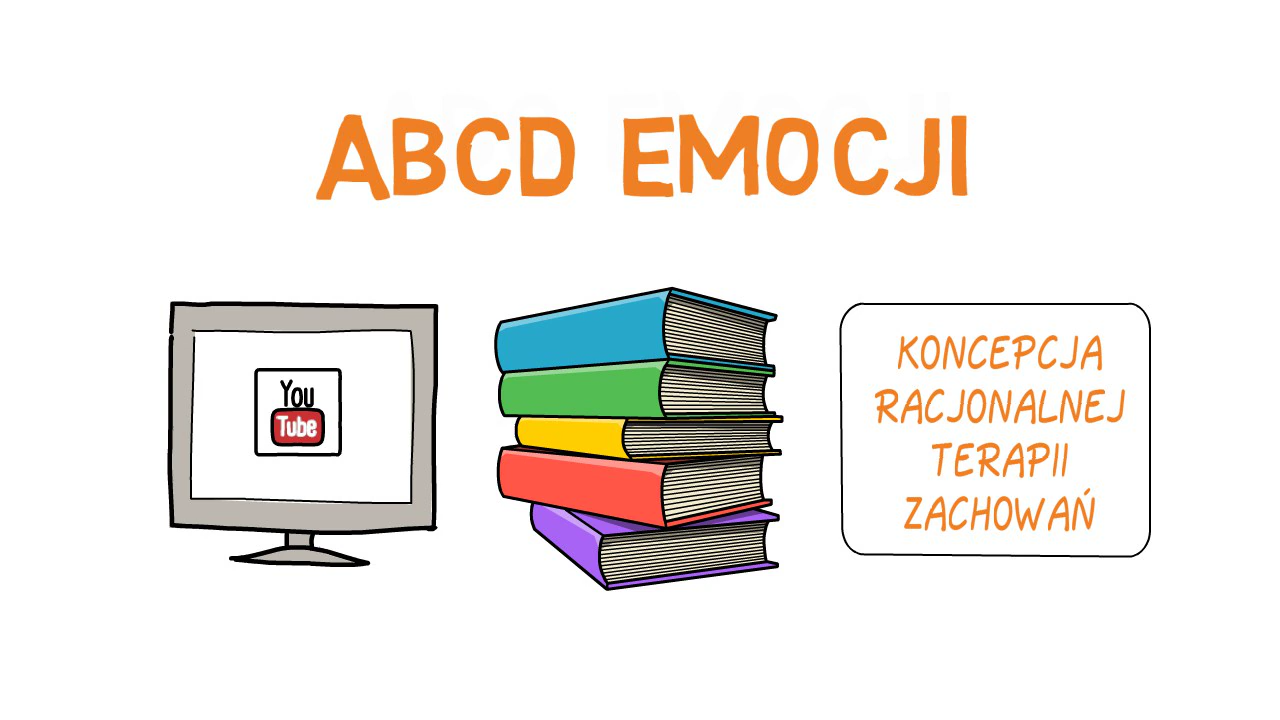 ABCD EMOCJI
You
Tube
KONCEPCJA
RACJONALNEJ
TERAPII
ZACHOWAŃ